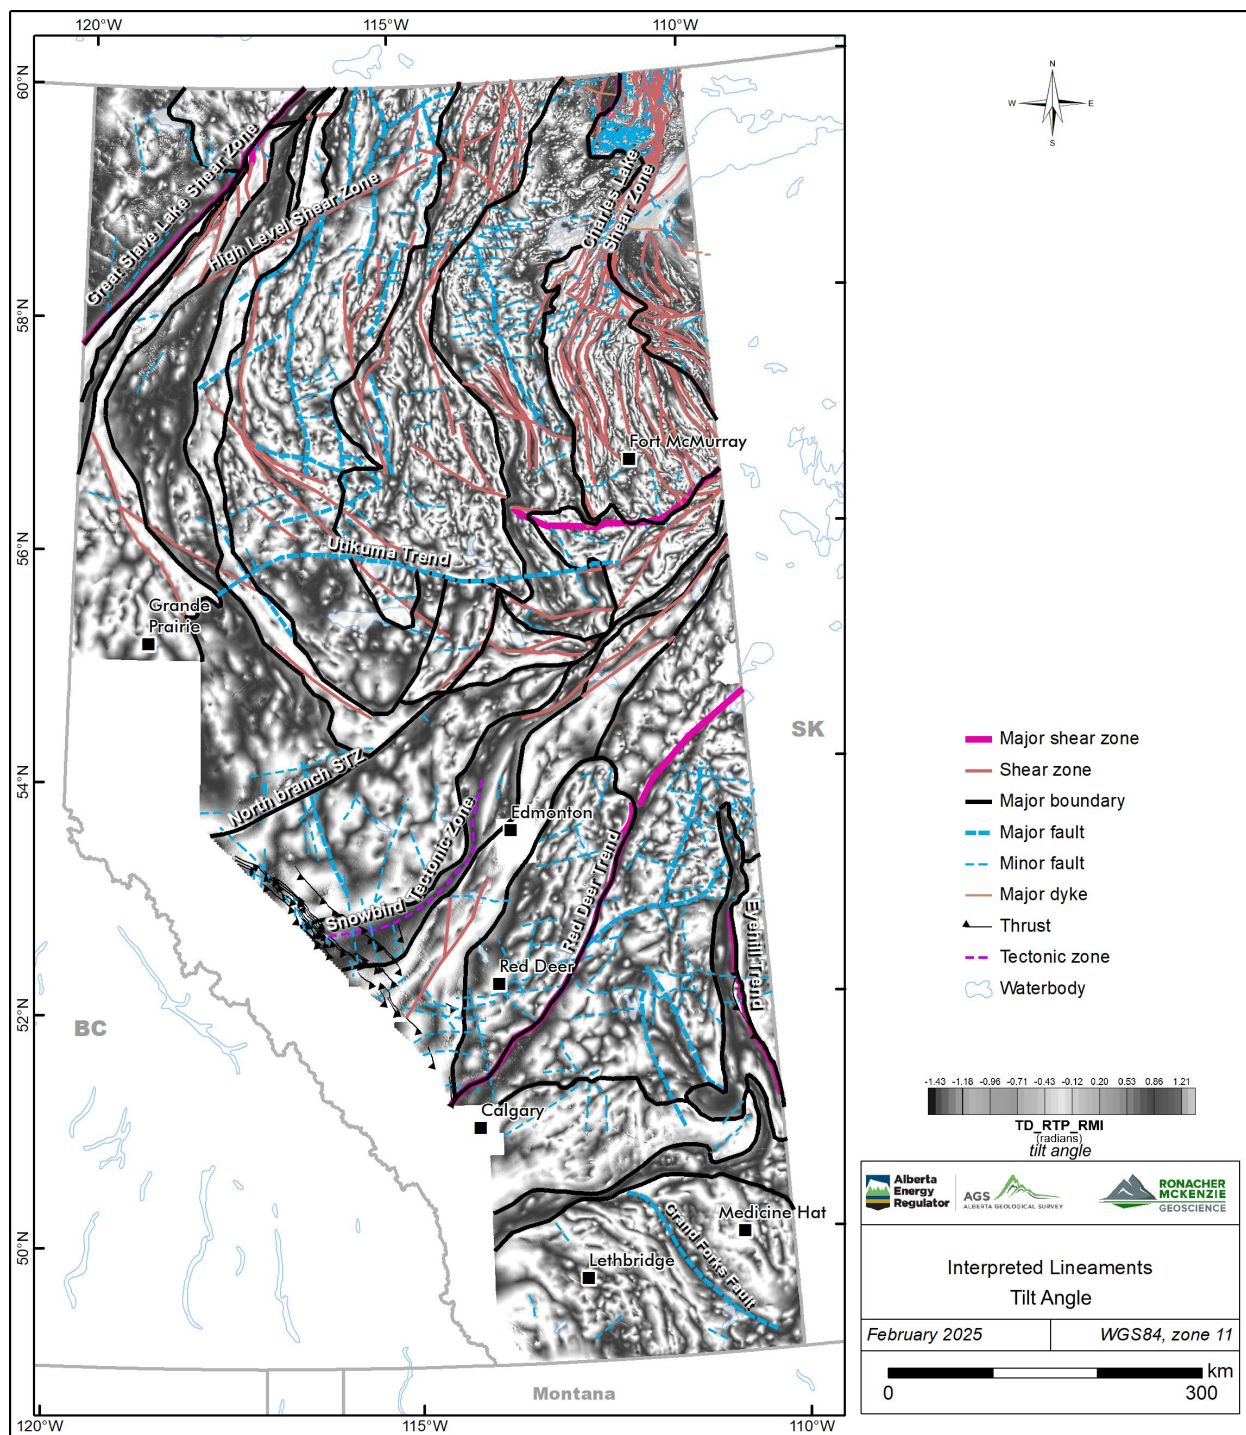 120°W
115°W
110°W
60°N
58°N
56°N
54°N
52°N
50°N
120°W
115°W
110°W
N
W
E
S
Great Slave Lake Shear Zone
High Level Shear Zone
Charles Lake
Shear Zone
Fort McMurray
Utikuma Trend
Grande
Prairie
SK
North branch STZ
Edmonton
Snowbird Tectonic Zone
Red Deer Trend
Eyehill Trend
Red Deer
BC
Calgary
Medicine Hat
Grand Forks Fault
Lethbridge
Montana
Major shear zone
Shear zone
Major boundary
Major fault
Minor fault
Major dyke
Thrust
Tectonic zone
Waterbody
-1.43 -1.18 -0.96 -0.71 -0.43 -0.12 0.20 0.53 0.86 1.21
TD_RTP_RMI
(radians)
tilt angle
Alberta
Energy
Regulator
AGS
ALBERTA GEOLOGICAL SURVEY
RONACHER
MCKENZIE
GEOSCIENCE
Interpreted Lineaments
Tilt Angle
February 2025
WGS84, zone 11
km
0 300